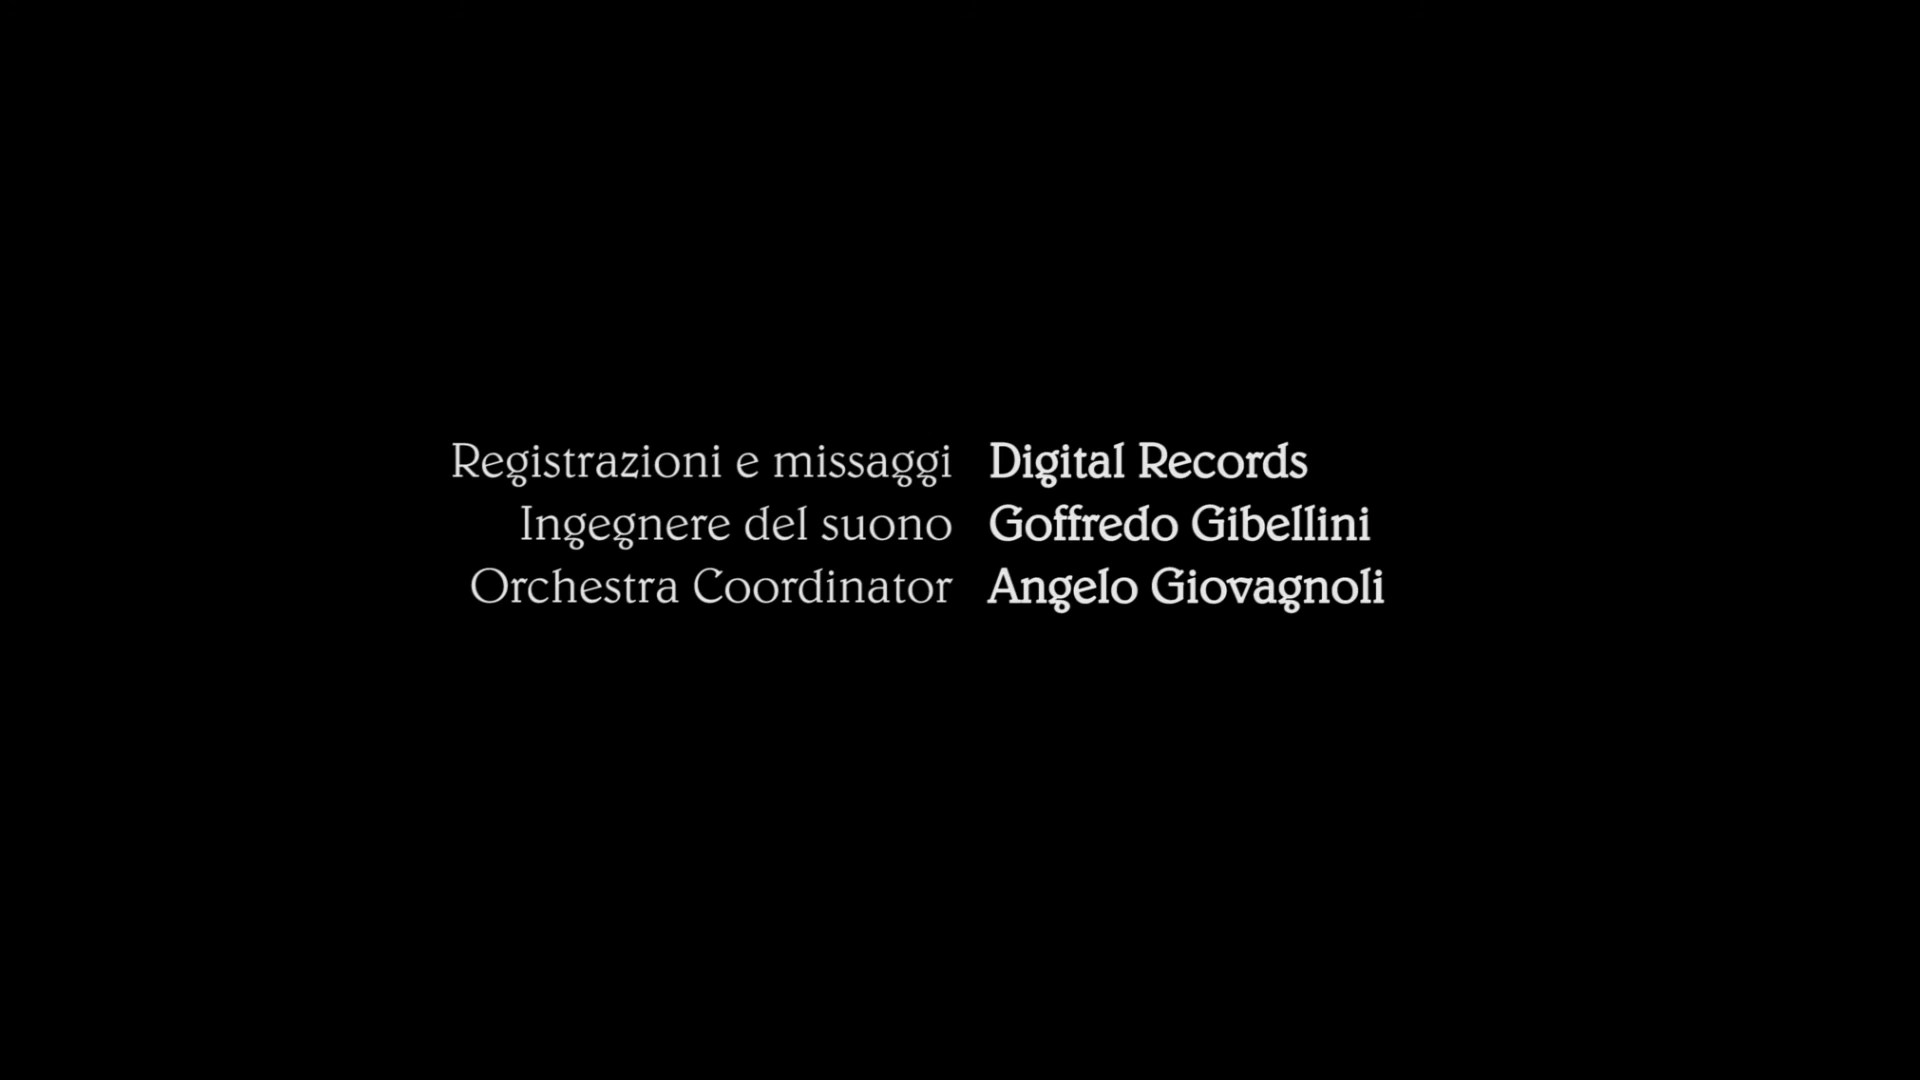 Registrazioni e missaggi Digital Records
Ingegnere del suono Goffredo Gibellini
Orchestra Coordinator Angelo Giovagnoli